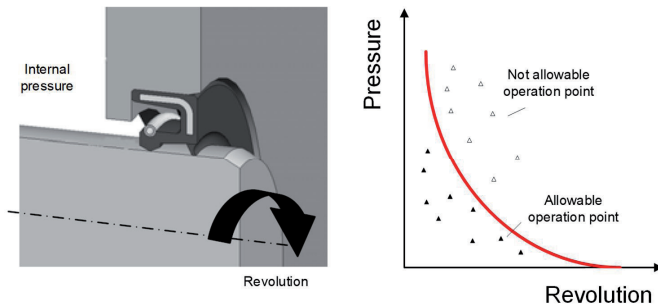 Internal
pressure
Revolution
Pressure
Not allowable
operation point
Allowable
operation point
Revolution